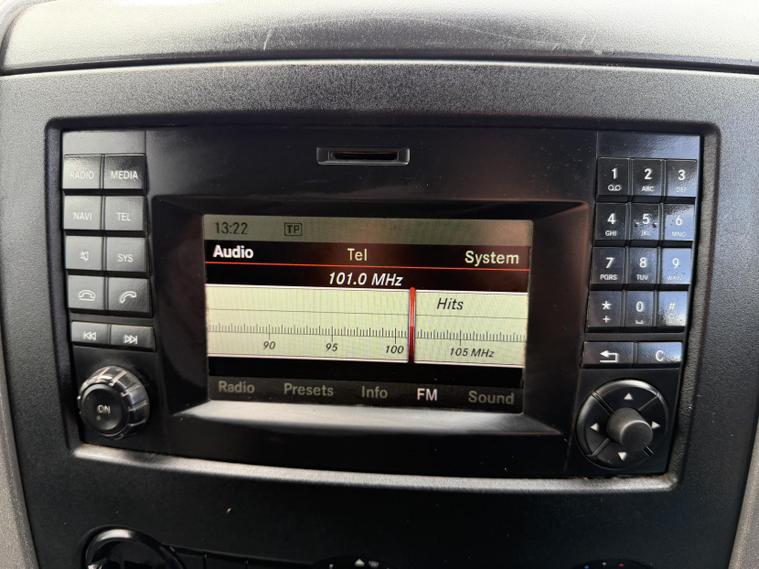 RADIO MEDIA
NAVI TEL
SYS
ON
13:22 TP
Audio Tel System
101.0 MHz
Hits
90 95 100 105 MHz
Radio Presets Info FM Sound
1 2 ABC 3 DEF
4 GHI 5 JKL 6 MNO
7 PQRS 8 TUV 9 WXYZ
* + 0 #
C